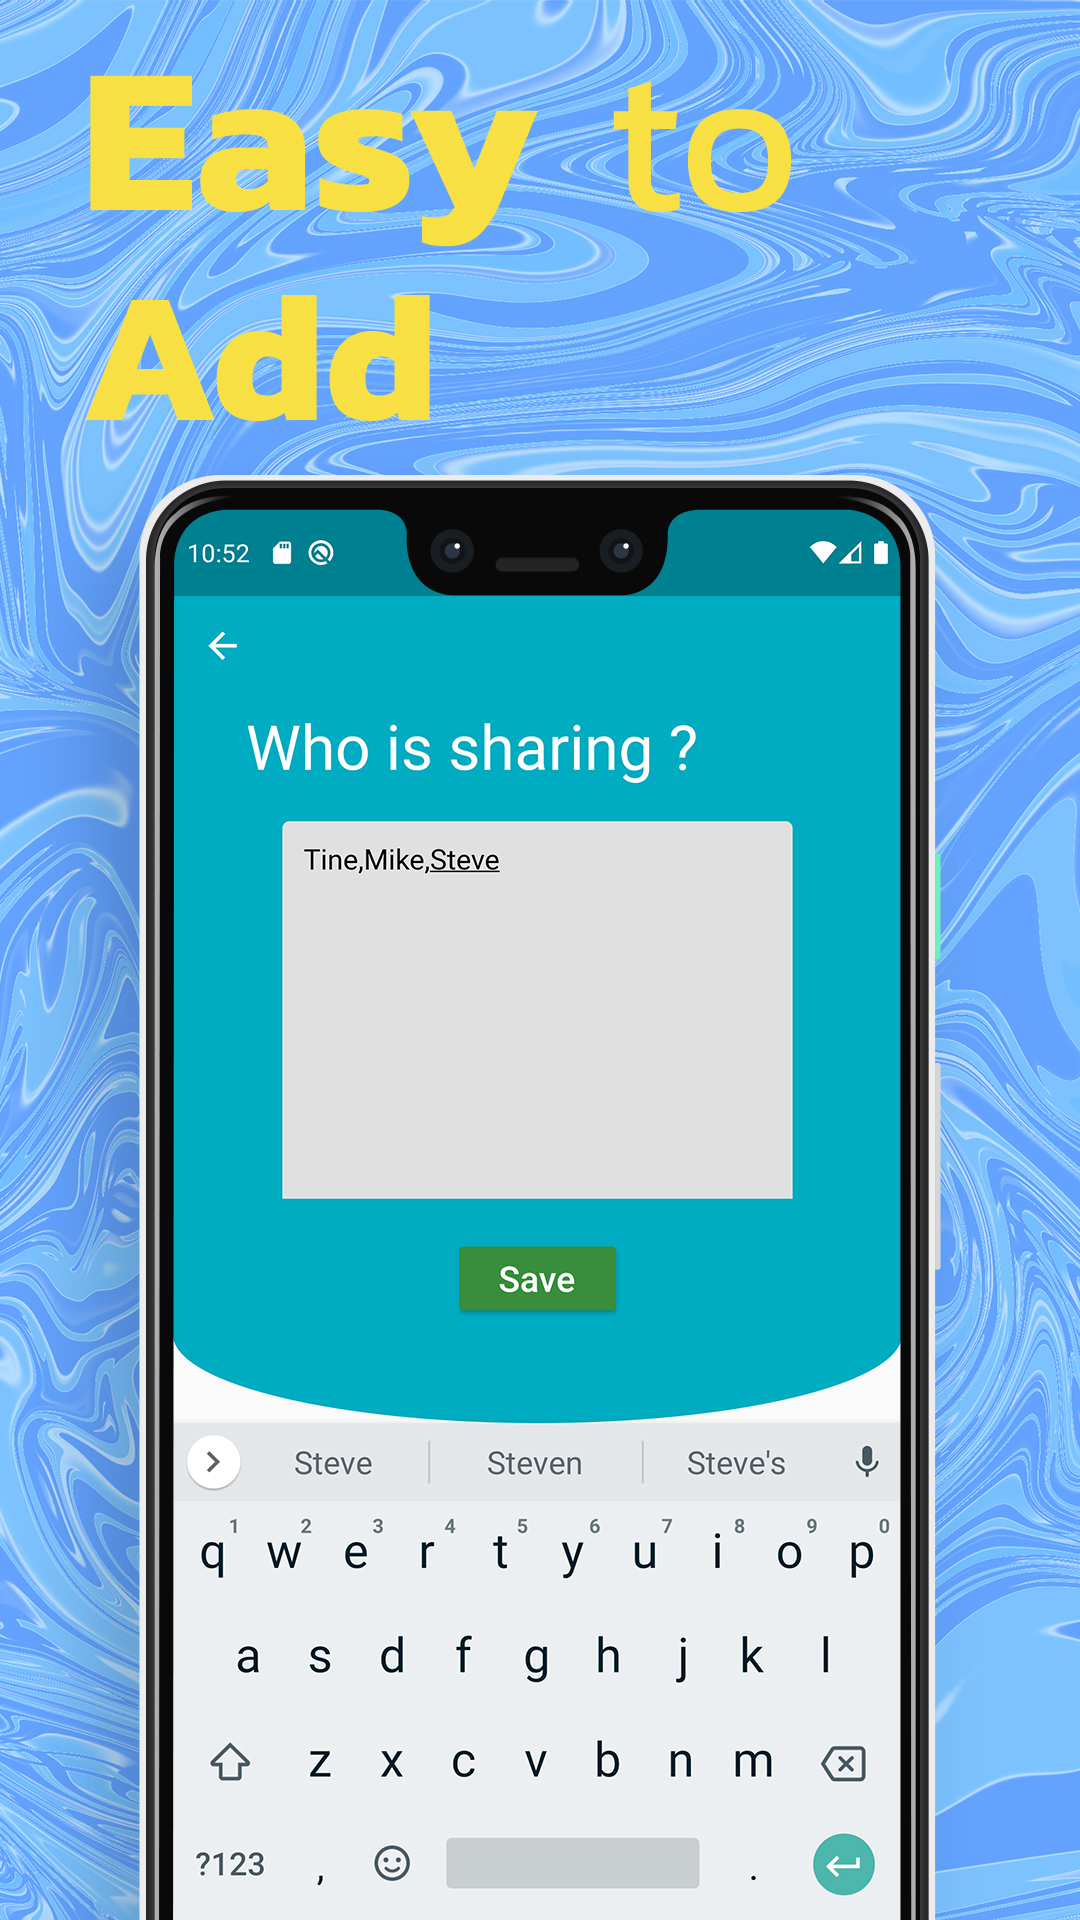 Easy to
Add
10:52
Who is sharing ?
Tine,Mike,Steve
Save
Steve Steven Steve's
1 2 3 4 5 6 7 8 9 0
q w e r t y u i o p
a s d f g h j k l
z x c v b n m
?123 , .